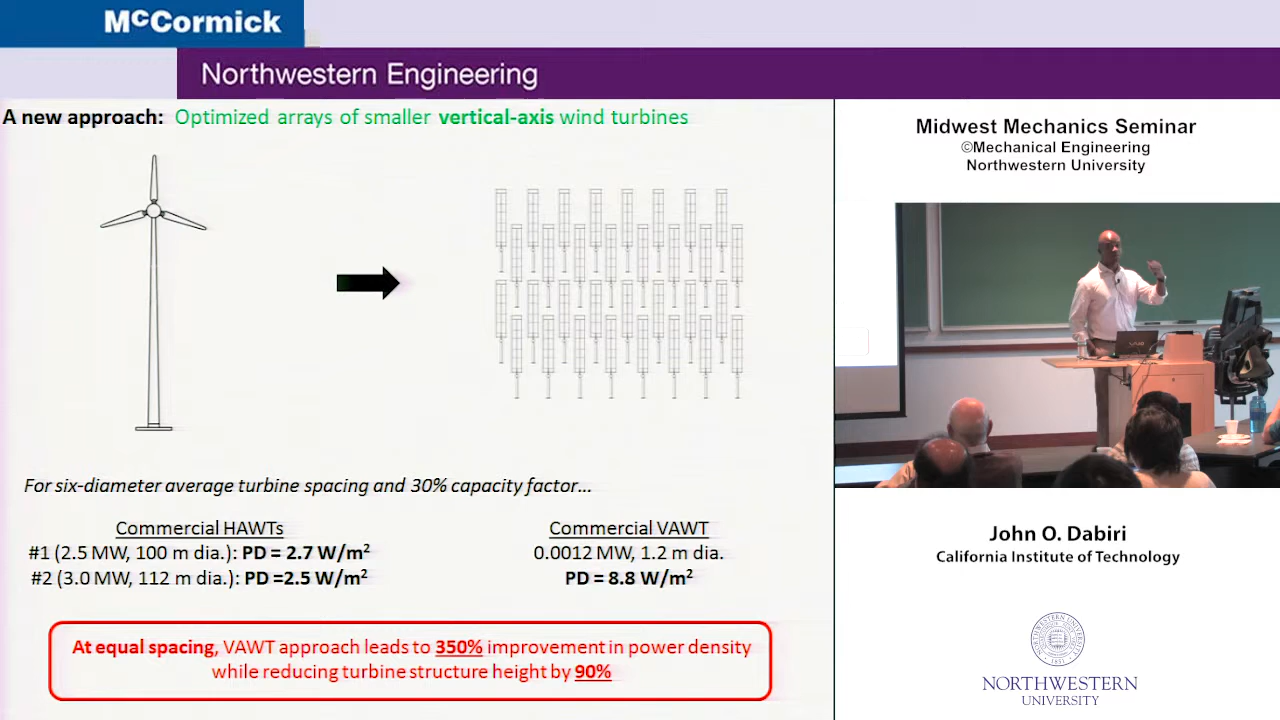 McCormick
Northwestern Engineering
A new approach: Optimized arrays of smaller vertical-axis wind turbines
For six-diameter average turbine spacing and 30% capacity factor...
Commercial HAWTs
#1 (2.5 MW, 100 m dia.): PD = 2.7 W/m²
#2 (3.0 MW, 112 m dia.): PD =2.5 W/m²
Commercial VAWT
0.0012 MW, 1.2 m dia.
PD = 8.8 W/m²
At equal spacing, VAWT approach leads to 350% improvement in power density
while reducing turbine structure height by 90%
Midwest Mechanics Seminar
©Mechanical Engineering
Northwestern University
John O. Dabiri
California Institute of Technology
NORTHWESTERN
UNIVERSITY